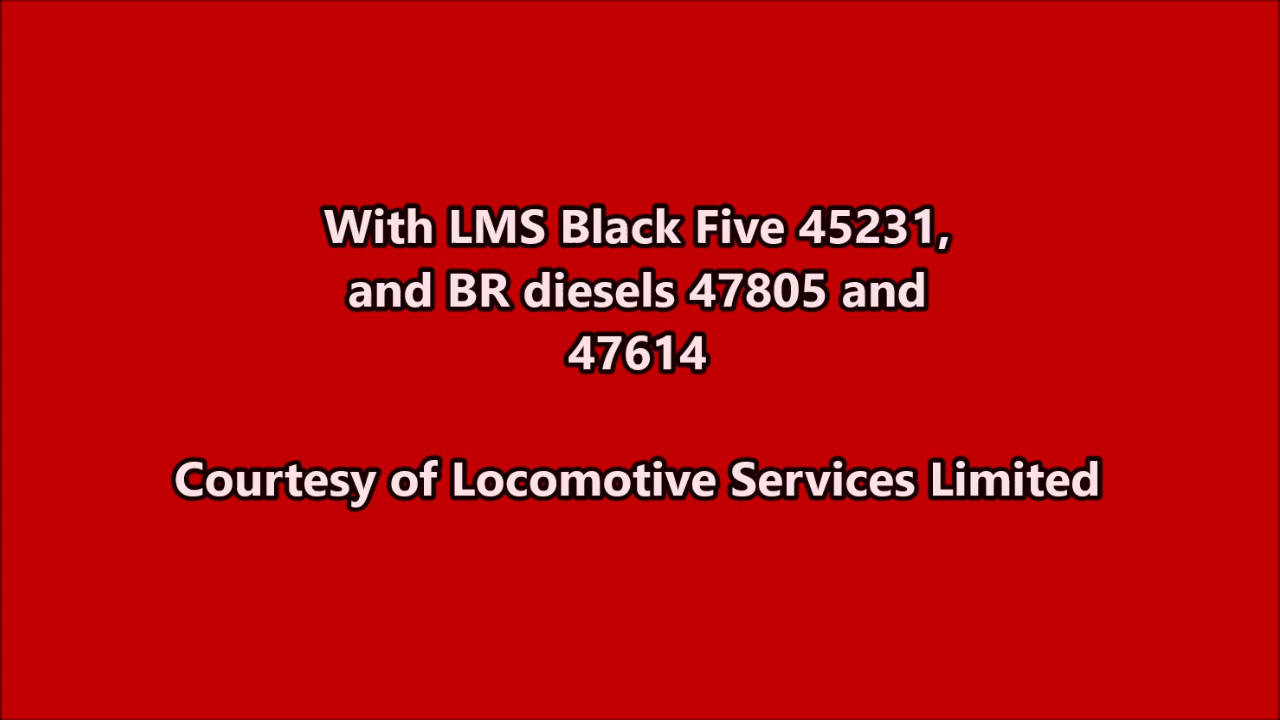 With LMS Black Five 45231,
and BR diesels 47805 and
47614
Courtesy of Locomotive Services Limited